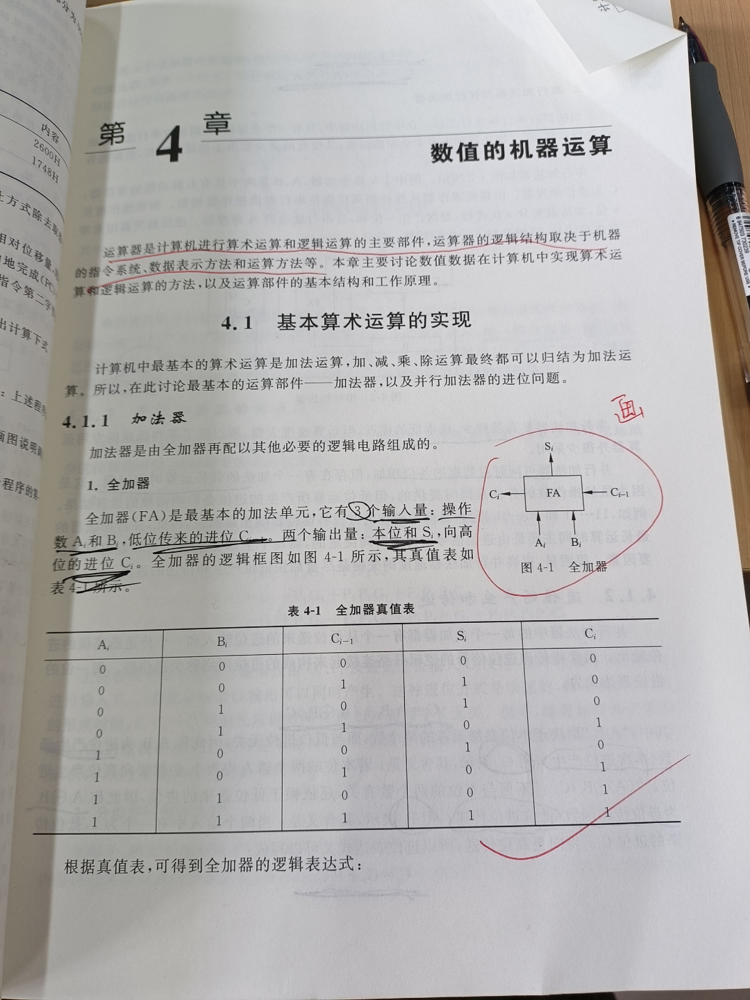 内容
2600H
1748H
第4章
数值的机器运算
运算器是计算机进行算术运算和逻辑运算的主要部件,运算器的逻辑结构取决于机器
的指令系统、数据表示方法和运算方法等。本章主要讨论数值数据在计算机中实现算术运
算和逻辑运算的方法,以及运算部件的基本结构和工作原理。
4.1 基本算术运算的实现
计算机中最基本的算术运算是加法运算,加、减、乘、除运算最终都可以归结为加法运
算。所以,在此讨论最基本的运算部件——加法器,以及并行加法器的进位问题。
4.1.1 加法器
加法器是由全加器再配以其他必要的逻辑电路组成的。
1. 全加器
全加器(FA)是最基本的加法单元,它有3个输入量:操作
数 Aᵢ 和 Bᵢ,低位传来的进位 Cᵢ₋₁。两个输出量:本位和 Sᵢ,向高
位的进位 Cᵢ。全加器的逻辑框图如图 4-1 所示,其真值表如
表 4-1 所示。
画
Sᵢ
Cᵢ FA Cᵢ₋₁
Aᵢ Bᵢ
图 4-1 全加器
表 4-1 全加器真值表
Aᵢ Bᵢ Cᵢ₋₁ Sᵢ Cᵢ
0 0 0 0 0
0 0 1 1 0
0 1 0 1 0
0 1 1 0 1
1 0 0 1 0
1 0 1 0 1
1 1 0 0 1
1 1 1 1 1
根据真值表,可得到全加器的逻辑表达式: